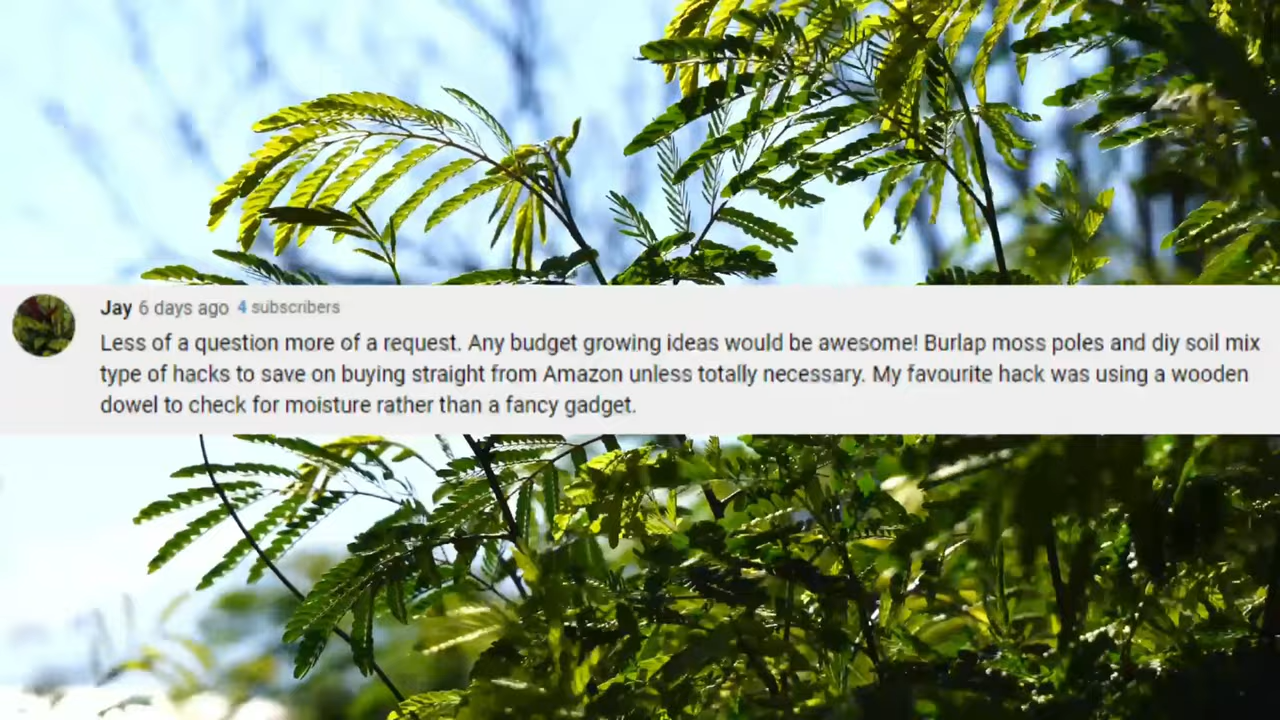 Jay 6 days ago 4 subscribers
Less of a question more of a request. Any budget growing ideas would be awesome! Burlap moss poles and diy soil mix
type of hacks to save on buying straight from Amazon unless totally necessary. My favourite hack was using a wooden
dowel to check for moisture rather than a fancy gadget.